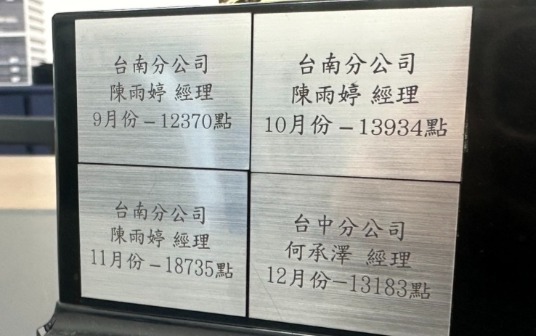 台南分公司
陳雨婷 經理
9月份－12370點
台南分公司
陳雨婷 經理
10月份－13934點
台南分公司
陳雨婷 經理
11月份－18735點
台中分公司
何承澤 經理
12月份－13183點